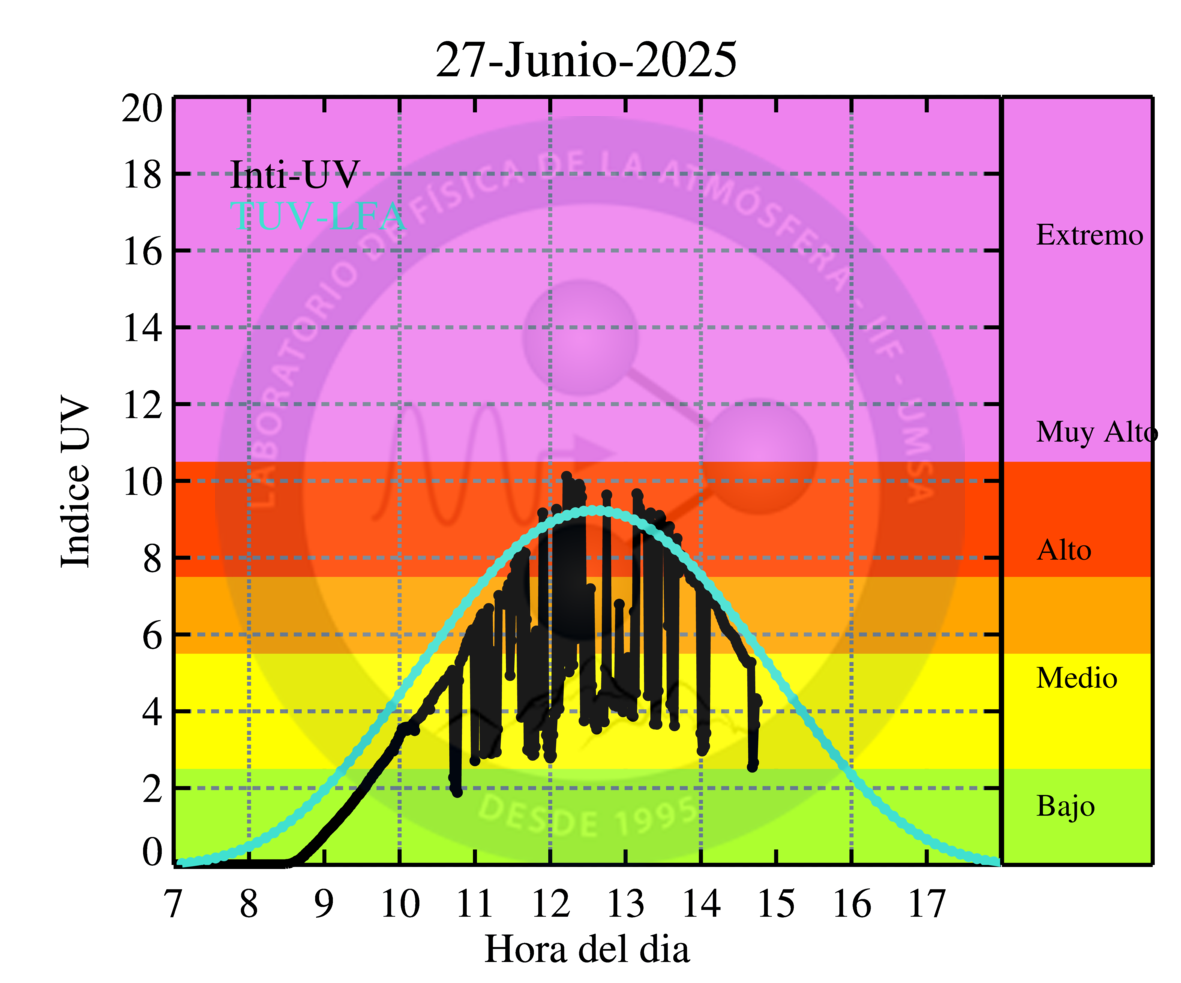 27-Junio-2025
20
18
16
14
12
10
8
6
4
2
0
Indice UV
Inti-UV
TUV-LFA
LABORATORIO DE FÍSICA DE LA ATMÓSFERA - IIF - UMSA
DESDE 1995
Extremo
Muy Alto
Alto
Medio
Bajo
7 8 9 10 11 12 13 14 15 16 17
Hora del dia